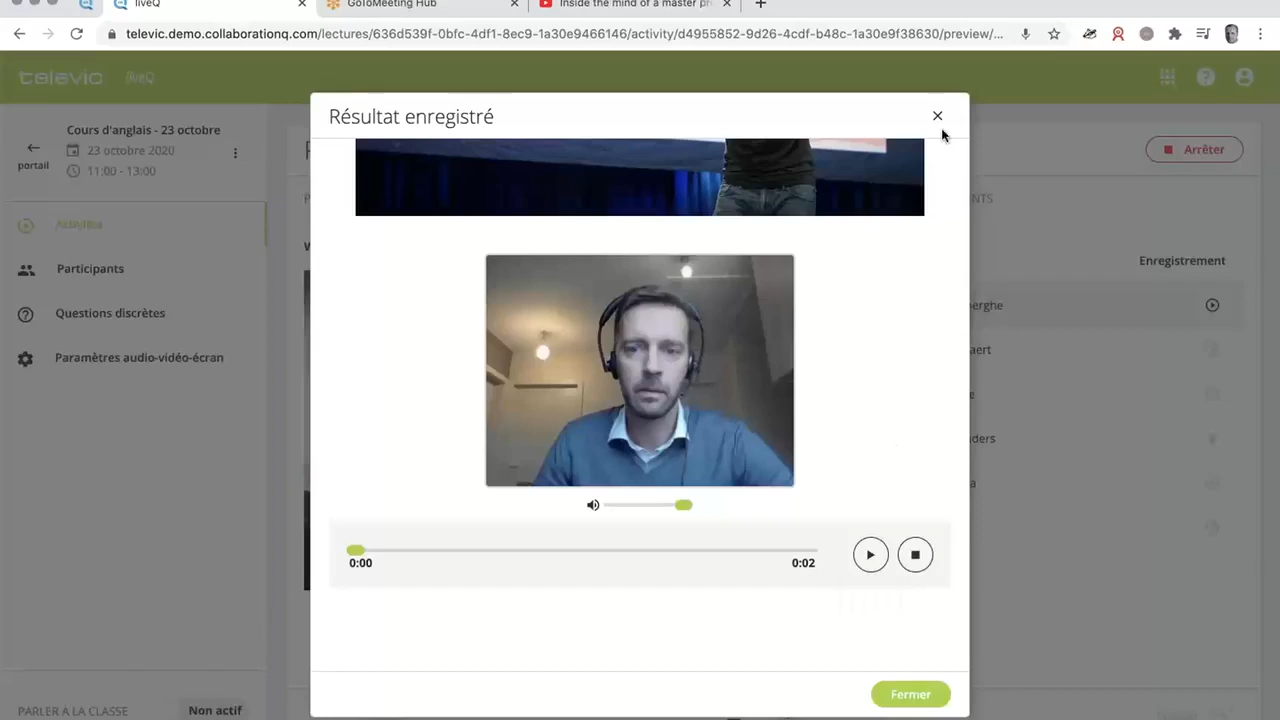 liveQ
GoToMeeting Hub
Inside the mind of a master pr
televic.demo.collaborationq.com/lectures/636d539f-0bfc-4df1-8ec9-1a30e9466146/activity/d4955852-9d26-4cdf-b48c-1a30e9f38630/preview/...
televic liveQ
portail
Cours d'anglais - 23 octobre
23 octobre 2020
11:00 - 13:00
Activités
Participants
Questions discrètes
Paramètres audio-vidéo-écran
PARLER A LA CLASSE
Non actif
Résultat enregistré
0:00
0:02
Fermer
Arrêter
NTS
Enregistrement
erghe
aert
e
ders
a